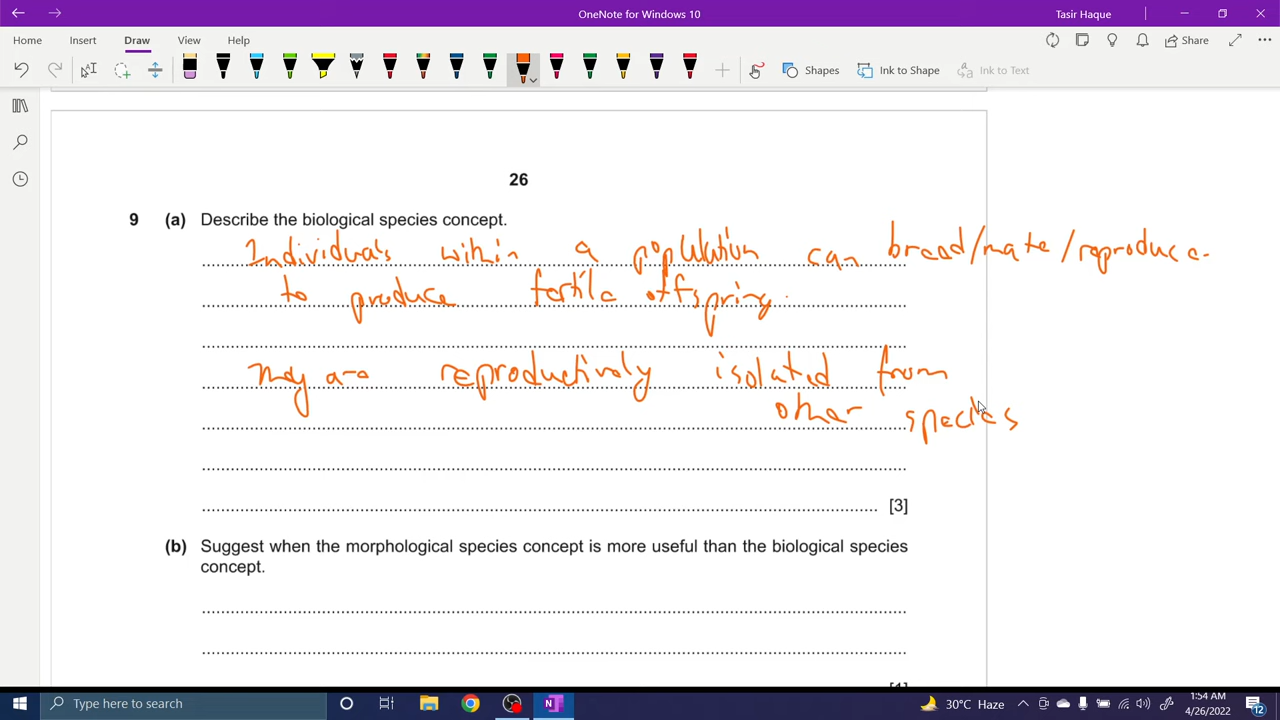 OneNote for Windows 10
Tasir Haque
Home Insert Draw View Help
Share
Shapes Ink to Shape Ink to Text
26
9 (a) Describe the biological species concept.
Individuals within a population can breed/mate/reproduce
to produce fertile offspring.
They are reproductively isolated from
other species
[3]
(b) Suggest when the morphological species concept is more useful than the biological species
concept.
[1]
Type here to search
30°C Haze
1:54 AM
4/26/2022
12